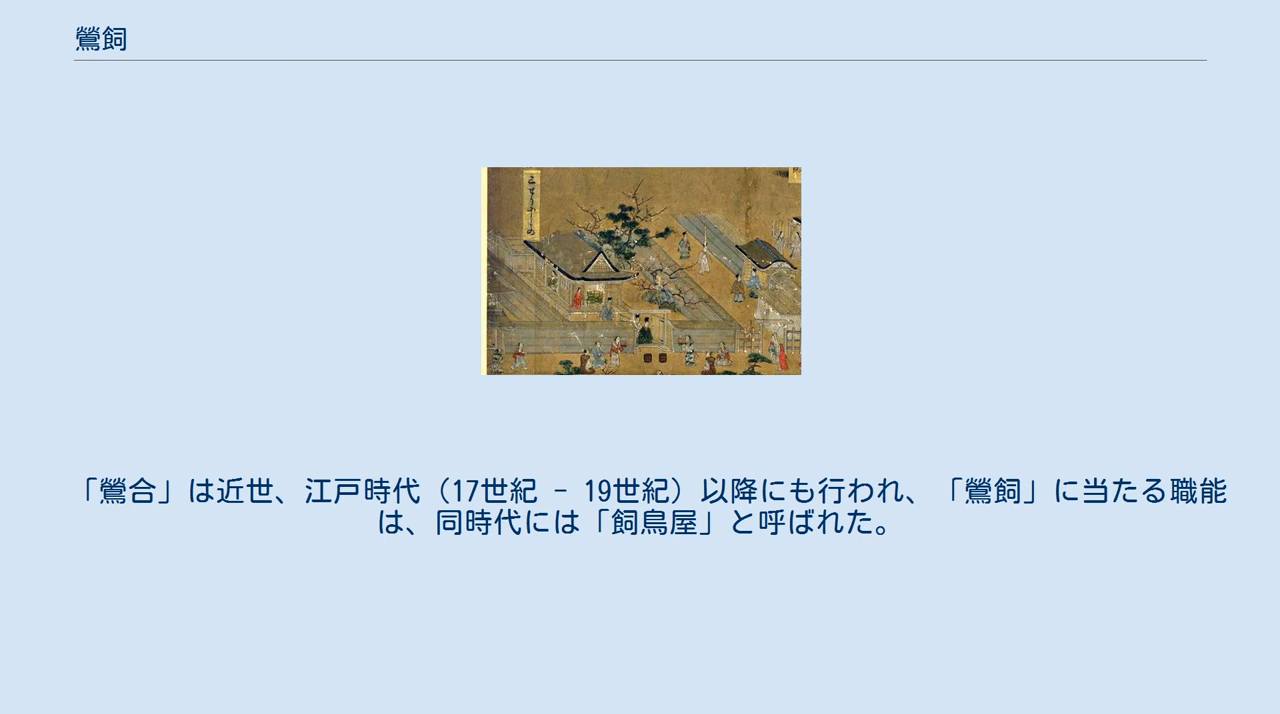 鶯飼
「鶯合」は近世、江戸時代（17世紀 - 19世紀）以降にも行われ、「鶯飼」に当たる職能
は、同時代には「飼鳥屋」と呼ばれた。